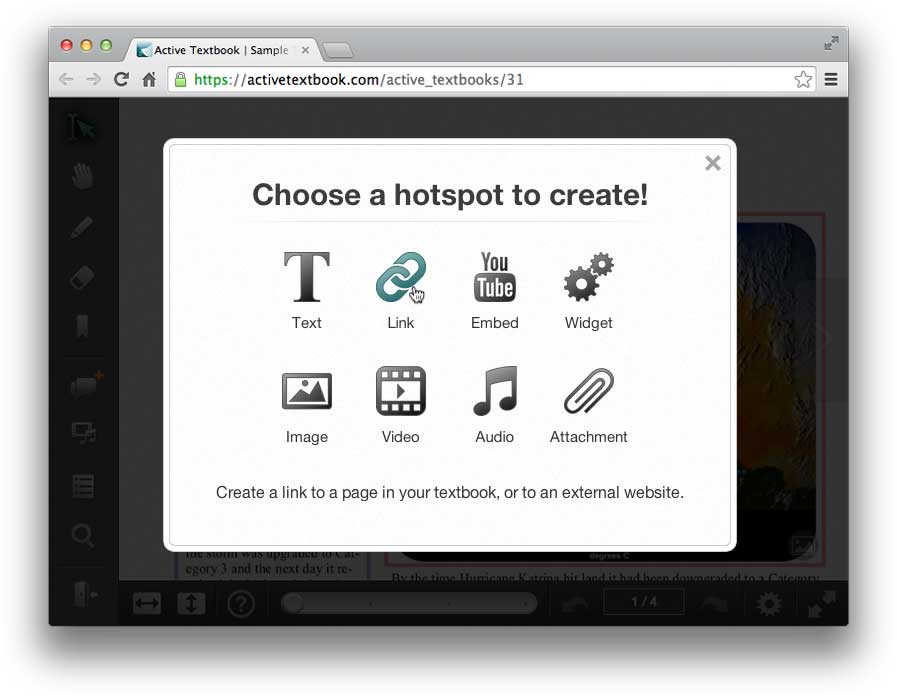 Active Textbook | Sample
https://activetextbook.com/active_textbooks/31
Choose a hotspot to create!
T
You
Tube
Text
Link
Embed
Widget
Image
Video
Audio
Attachment
Create a link to a page in your textbook, or to an external website.
degrees C
the storm was upgraded to Cat-
egory 3 and the next day it re-
By the time Hurricane Katrina hit land it had been downgraded to a Category
?
1 / 4